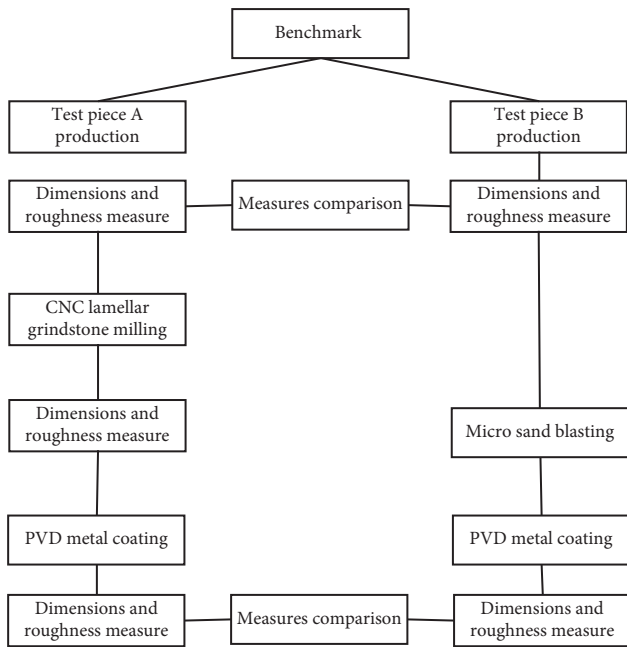 Benchmark
Test piece A
production
Test piece B
production
Dimensions and
roughness measure
Measures comparison
Dimensions and
roughness measure
CNC lamellar
grindstone milling
Dimensions and
roughness measure
Micro sand blasting
PVD metal coating
PVD metal coating
Dimensions and
roughness measure
Measures comparison
Dimensions and
roughness measure